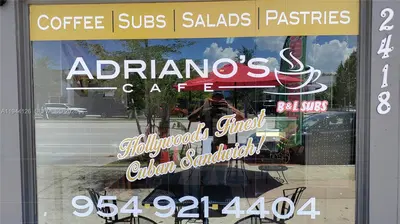 COFFEE | SUBS | SALADS | PASTRIES
ADRIANO'S
CAFE
B & L SUBS
Hollywood's Finest
Cuban Sandwich!
954-921-4404
2418